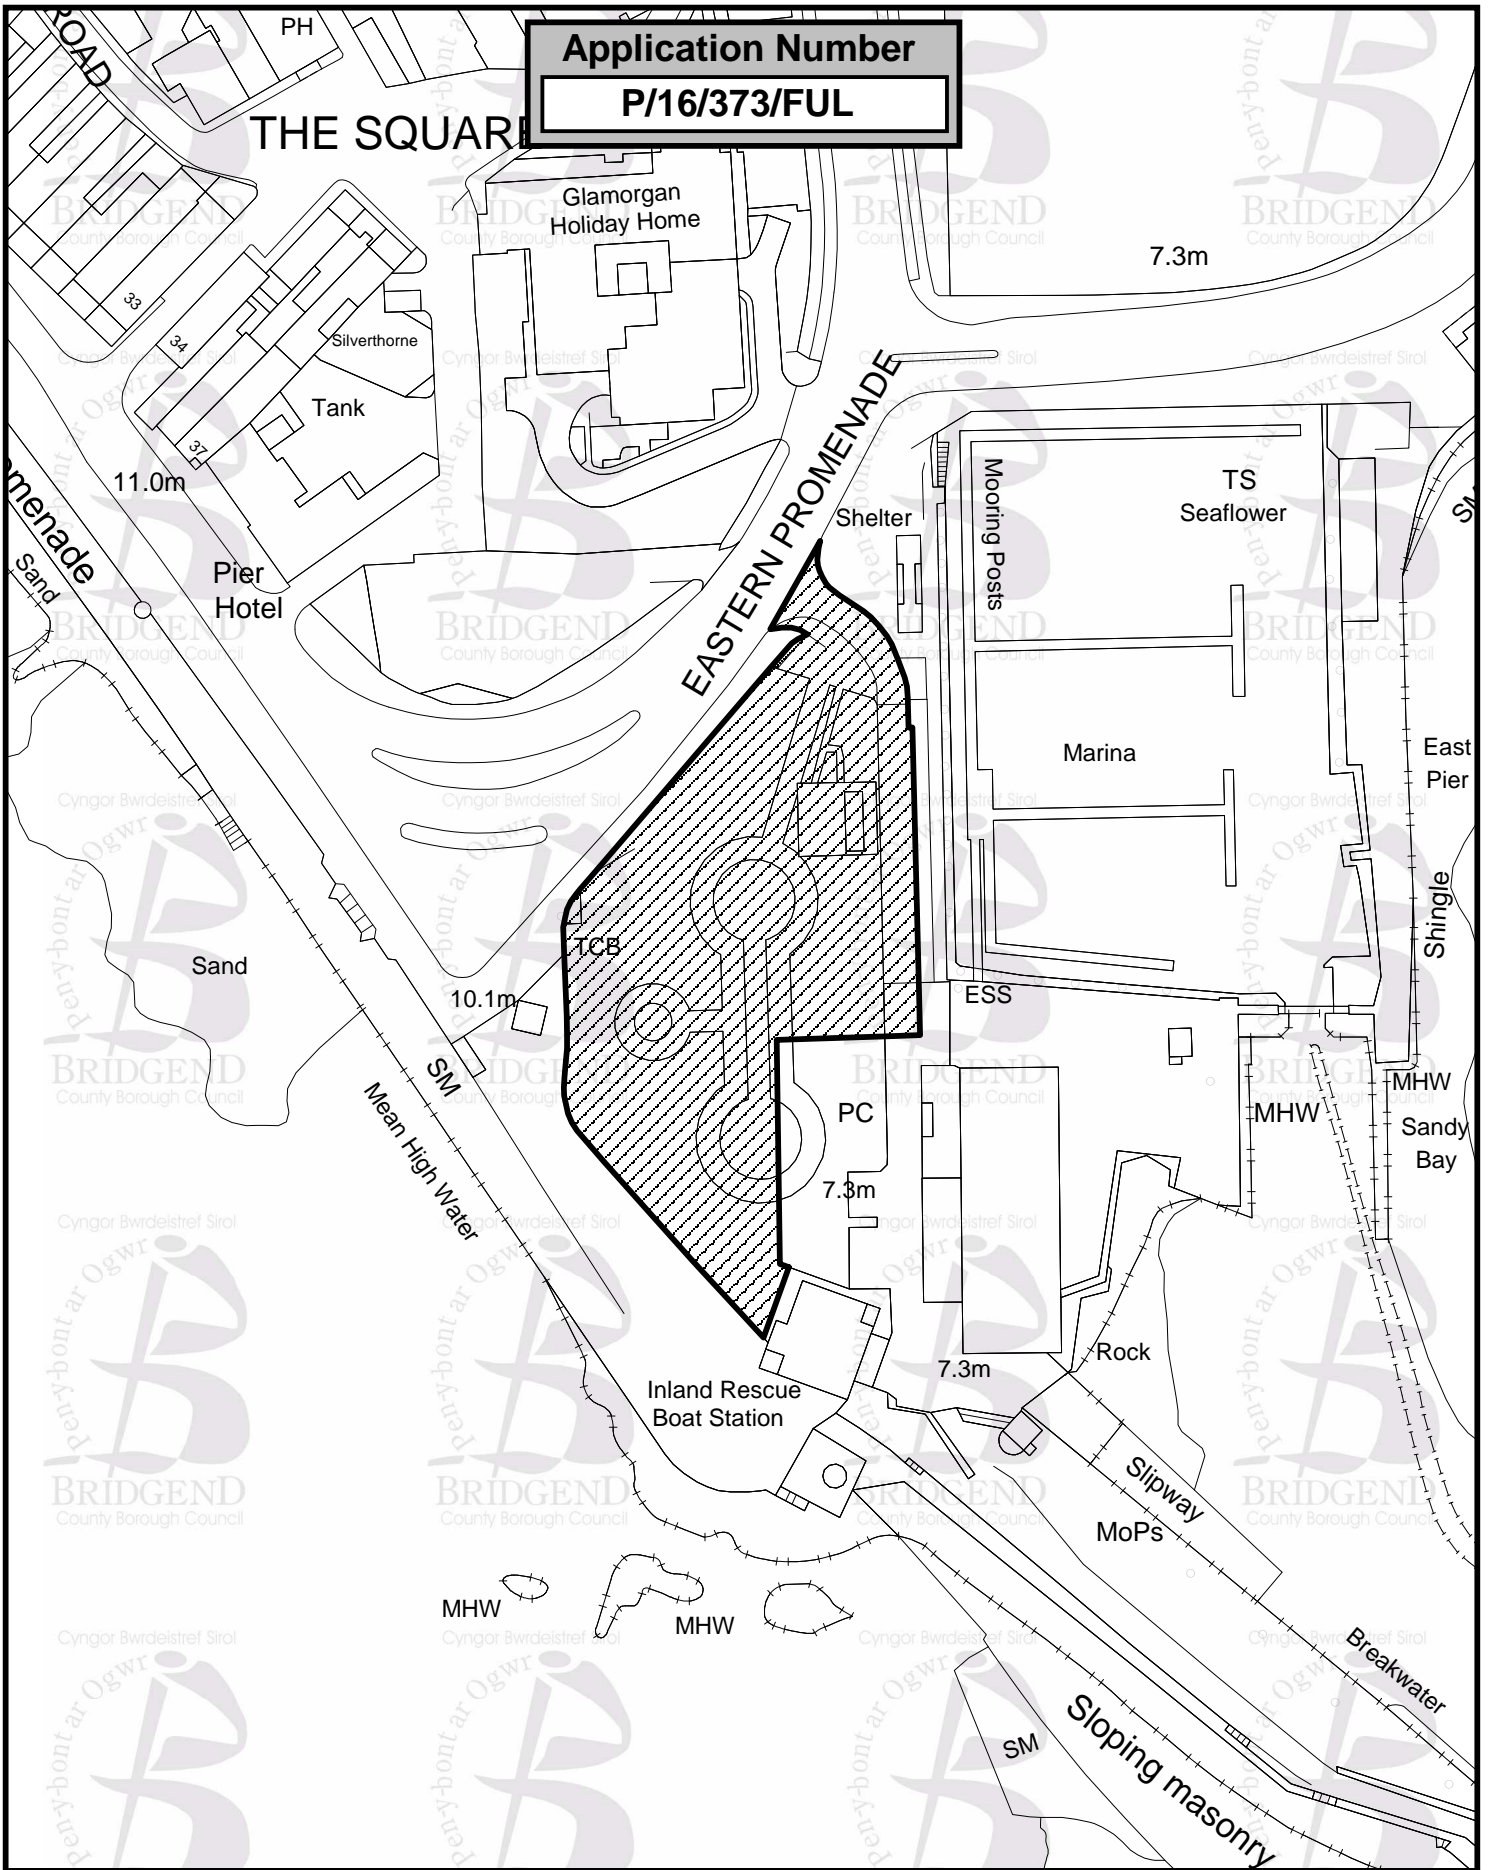 Application Number
P/16/373/FUL
ROAD
PH
THE SQUAR
Glamorgan
Holiday Home
7.3m
33
34
Silverthorne
Tank
37
11.0m
omenade
Sand
Pier
Hotel
EASTERN PROMENADE
Shelter
Mooring Posts
TS
Seaflower
Marina
East
Pier
Shingle
Sand
TCB
10.1m
ESS
SM
Mean High Water
PC
MHW
MHW
Sandy
Bay
7.3m
Rock
7.3m
Inland Rescue
Boat Station
Slipway
MoPs
MHW
MHW
Breakwater
SM
Sloping masonry
Cyngor Bwrdeistref Sirol
Pen-y-bont ar Ogwr
BRIDGEND
County Borough Council